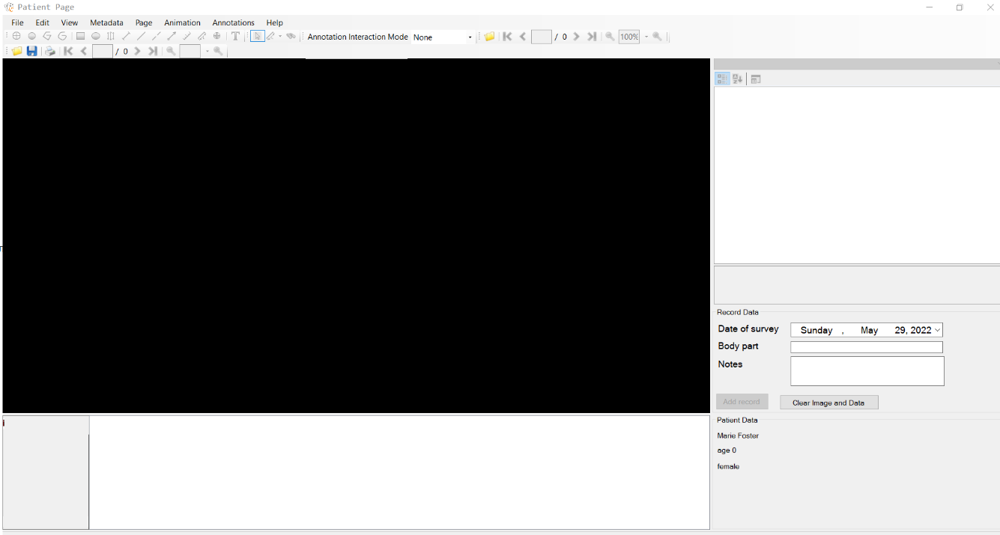 Patient Page
File Edit View Metadata Page Animation Annotations Help
T Annotation Interaction Mode None / 0 100%
/ 0
Record Data
Date of survey Sunday , May 29, 2022
Body part
Notes
Add record Clear Image and Data
i
Patient Data
Marie Foster
age 0
female